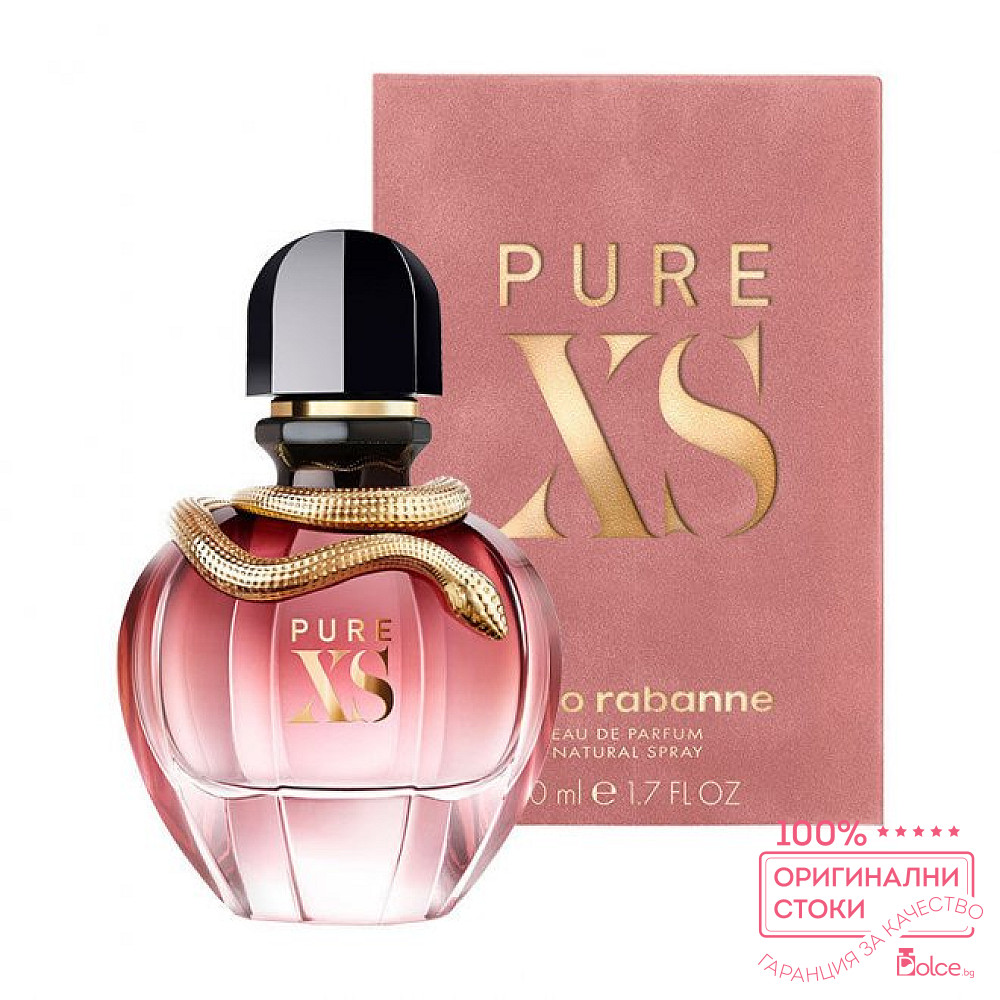 PURE
XS
PURE
XS
o rabanne
EAU DE PARFUM
NATURAL SPRAY
0 ml e 1.7 FL OZ
100% ★★★★★
ОРИГИНАЛНИ
СТОКИ
ГАРАНЦИЯ ЗА КАЧЕСТВО
Dolce.bg